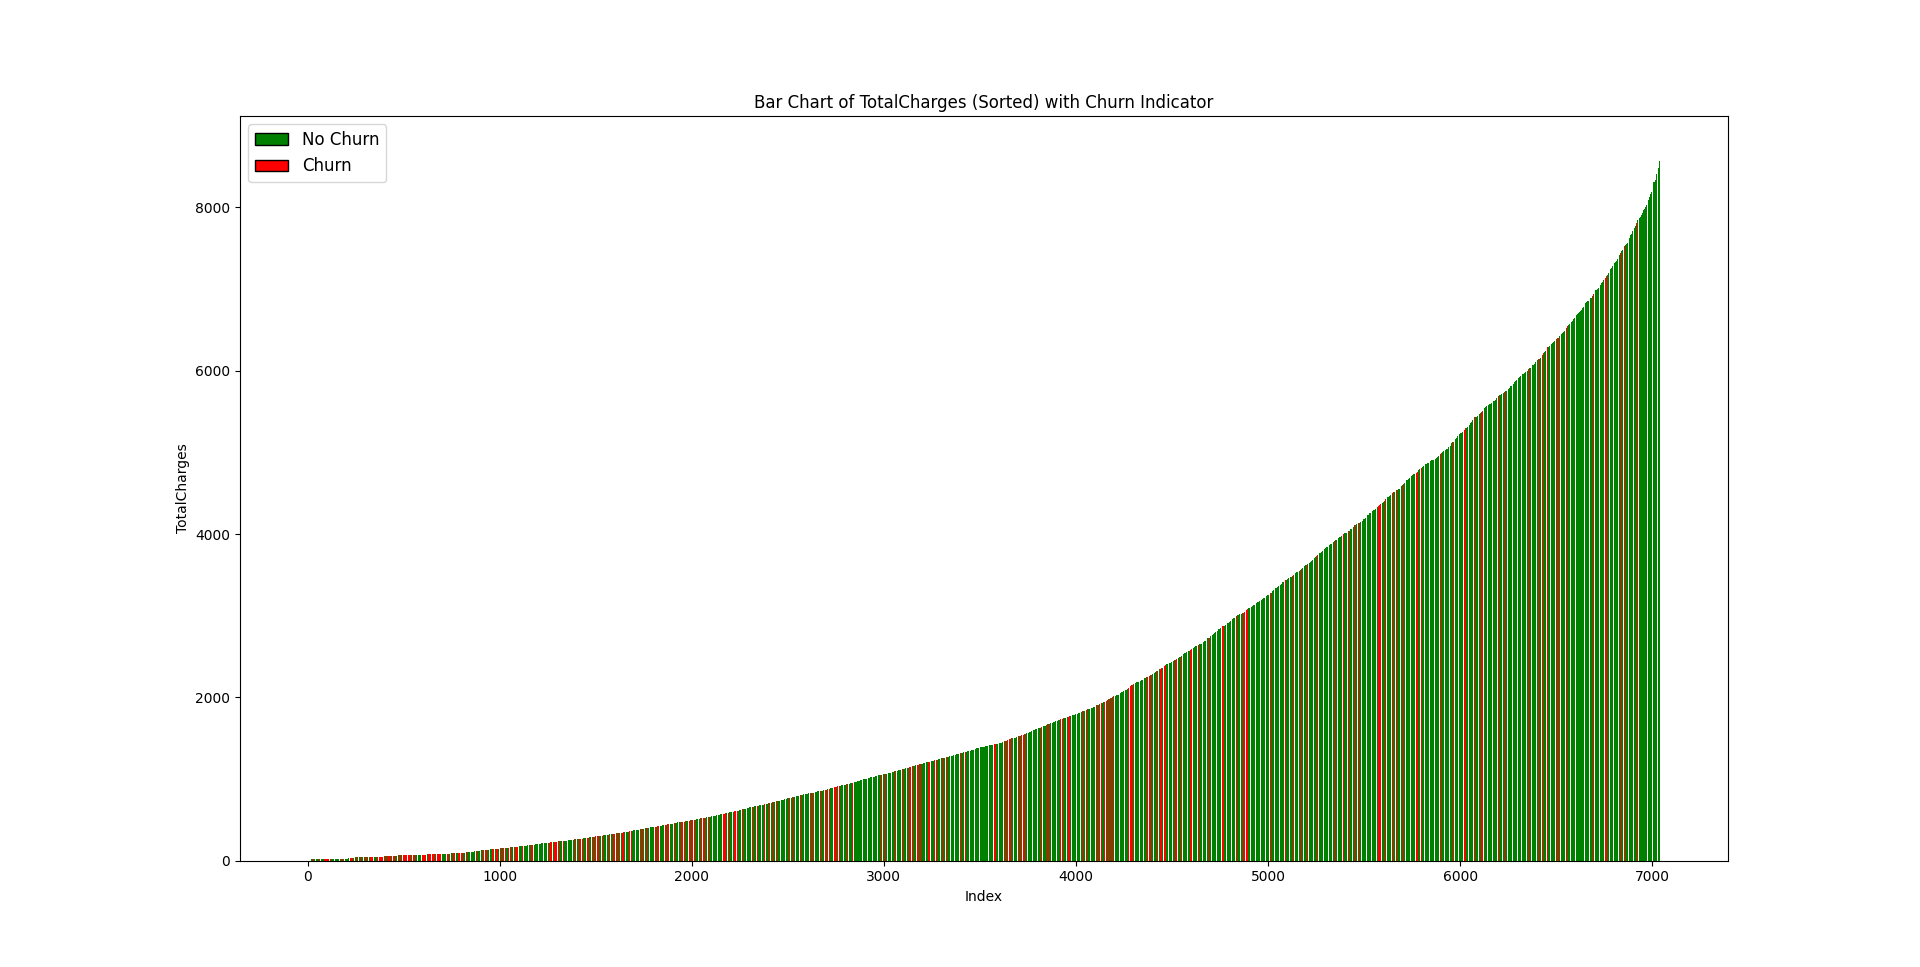 Bar Chart of TotalCharges (Sorted) with Churn Indicator
No Churn
Churn
8000
6000
4000
2000
0
TotalCharges
0 1000 2000 3000 4000 5000 6000 7000
Index